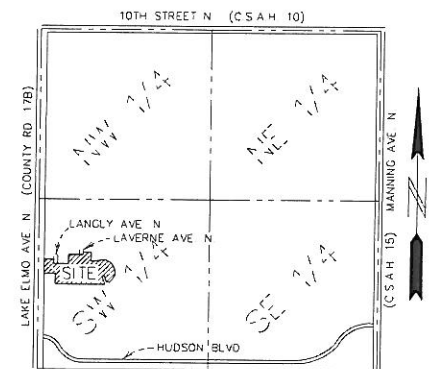 10TH STREET N (CSAH 10)
LAKE ELMO AVE N (COUNTY RD 17B)
NW 1/4
NE 1/4
MANNING AVE N
(CSAH 15)
N
LANGLY AVE N
LAVERNE AVE N
SITE
SW 1/4
SE 1/4
HUDSON BLVD